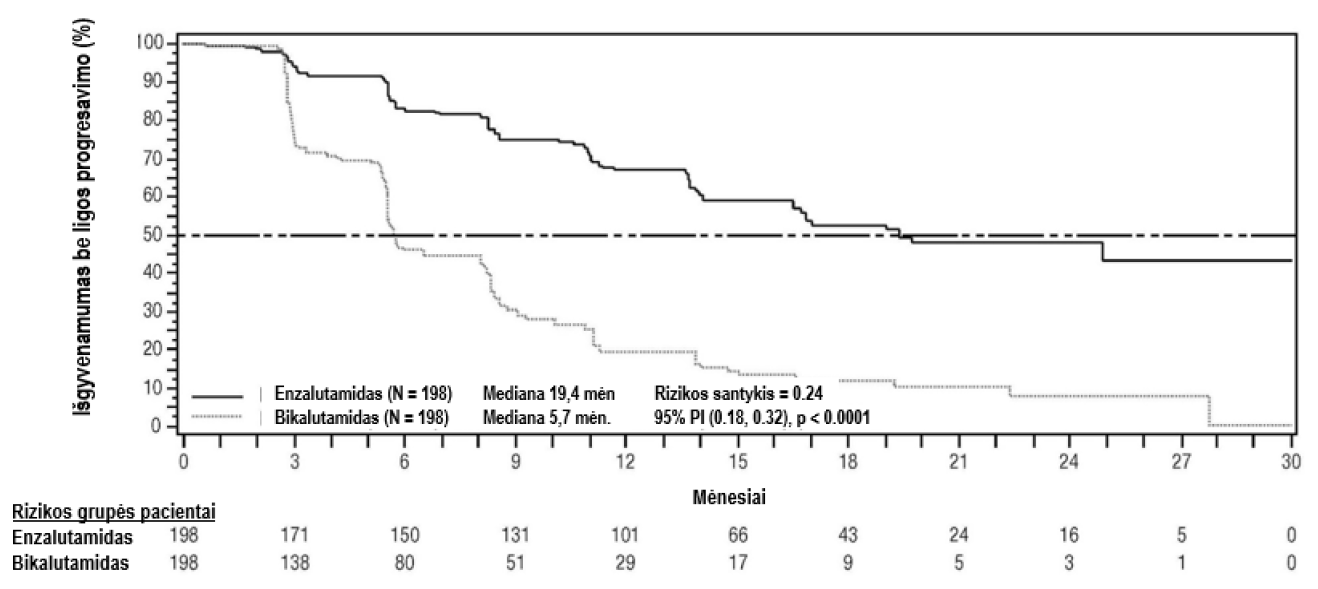 Išgyvenamumas be ligos progresavimo (%)
100
90
80
70
60
50
40
30
20
10
0
Enzalutamidas (N = 198) Mediana 19,4 mėn Rizikos santykis = 0.24
Bikalutamidas (N = 198) Mediana 5,7 mėn. 95% PI (0.18, 0.32), p < 0.0001
0 3 6 9 12 15 18 21 24 27 30
Mėnesiai
Rizikos grupės pacientai
Enzalutamidas 198 171 150 131 101 66 43 24 16 5 0
Bikalutamidas 198 138 80 51 29 17 9 5 3 1 0